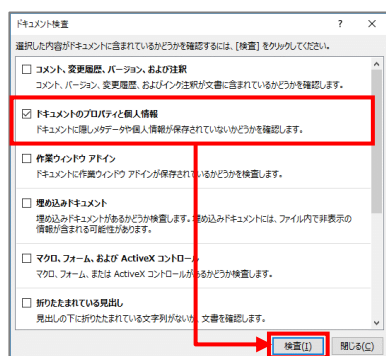 ドキュメント検査 ? ×
選択した内容がドキュメントに含まれているかどうかを確認するには、[検査] をクリックしてください。
コメント、変更履歴、バージョン、および注釈
コメント、バージョン、変更履歴、およびインク注釈が文書に含まれているかどうかを確認します。
ドキュメントのプロパティと個人情報
ドキュメントに隠しメタデータや個人情報が保存されていないかどうかを確認します。
作業ウィンドウ アドイン
ドキュメントに作業ウィンドウ アドインが保存されているかどうかを検査します。
埋め込みドキュメント
埋め込みドキュメントがあるかどうか検査します。埋め込みドキュメントには、ファイル内で非表示の
情報が含まれる可能性があります。
マクロ、フォーム、および ActiveX コントロール
マクロ、フォーム、または ActiveX コントロールがあるかどうか検査します。
折りたたまれている見出し
見出しの下に折りたたまれている文字列がないか、文書を確認します。
検査(I) 閉じる(C)